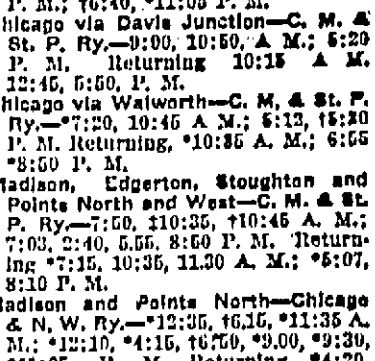 P. M.; †6:40, *11:05 P. M.
hicago via Davis Junction—C. M. &
St. P. Ry.—9:00, 10:50, A M.; 5:20
P. M. Returning 10:15 A M.
12:45, 5:50, P. M.
hicago via Walworth—C. M, & St. P.
Ry.—*7:20, 10:45 A M.; 5:12, †5:30
P. M. Returning, *10:35 A. M.; 6:55
*8:50 P. M.
Madison, Edgerton, Stoughton and
Points North and West—C. M. & St.
P. Ry.—7:50, ‡10:35, †10:45 A. M.;
7:03, 2:40, 5.55, 8:50 P. M. Return-
ing *7:15, 10:35, 11.30 A, M.; *5:07,
8:10 P. M.
Madison and Points North—Chicago
& N, W. Ry.—*12:35, †6.15, *11:35 A.
M.; *12:10, *4:15, †6:50, *9.00, *9:30,
P. M. Returning *4:20